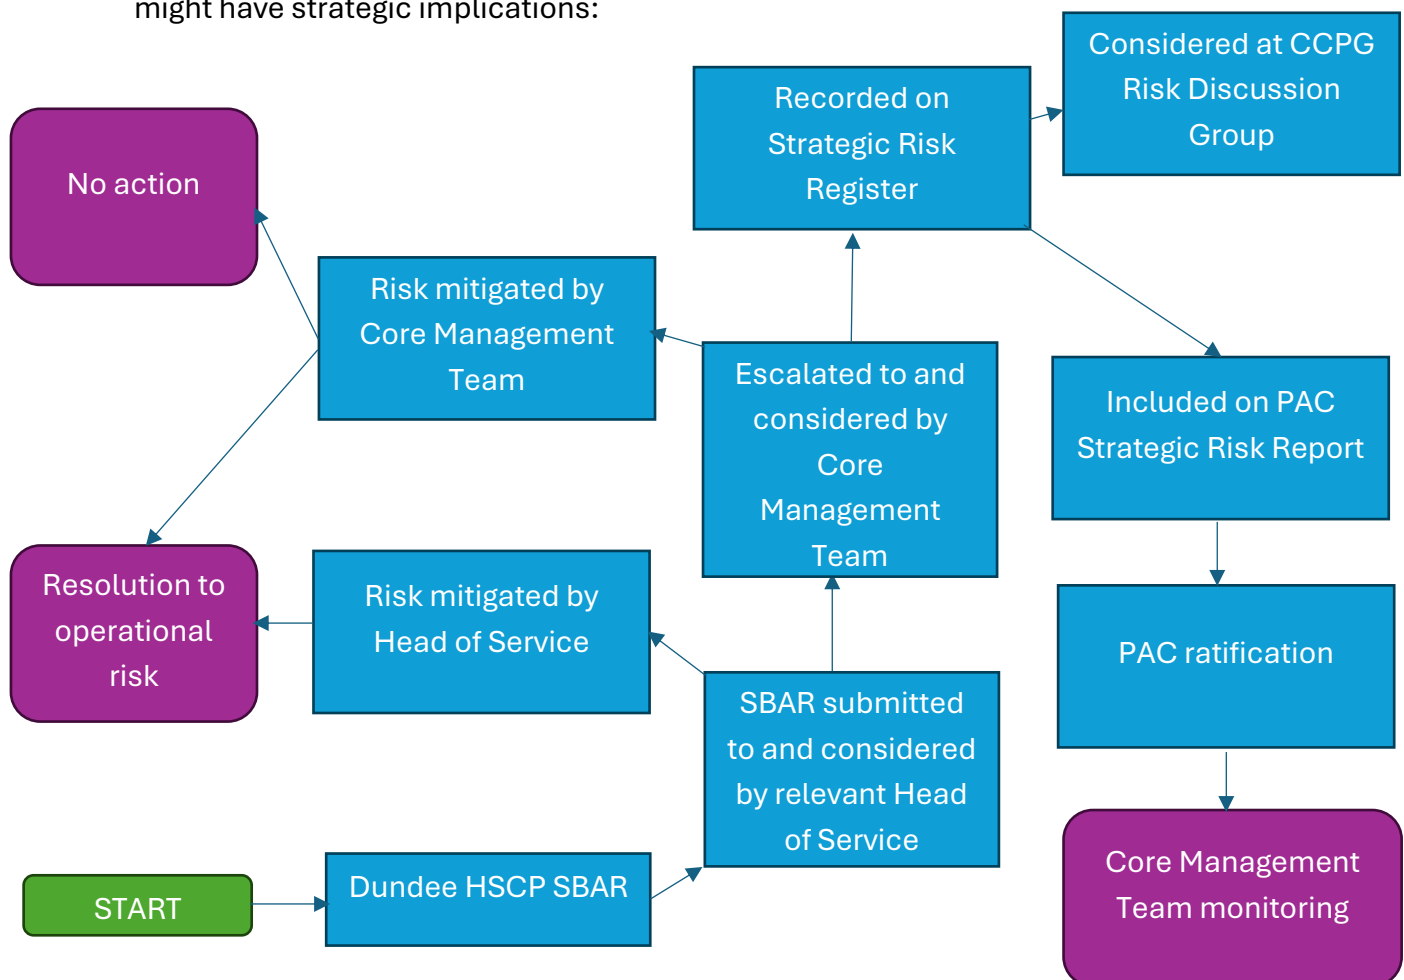 might have strategic implications:
Considered at CCPG
Risk Discussion
Group
Recorded on
Strategic Risk
Register
No action
Risk mitigated by
Core Management
Team
Escalated to and
considered by
Core
Management
Team
Included on PAC
Strategic Risk Report
Resolution to
operational
risk
Risk mitigated by
Head of Service
PAC ratification
SBAR submitted
to and considered
by relevant Head
of Service
Core Management
Team monitoring
Dundee HSCP SBAR
START